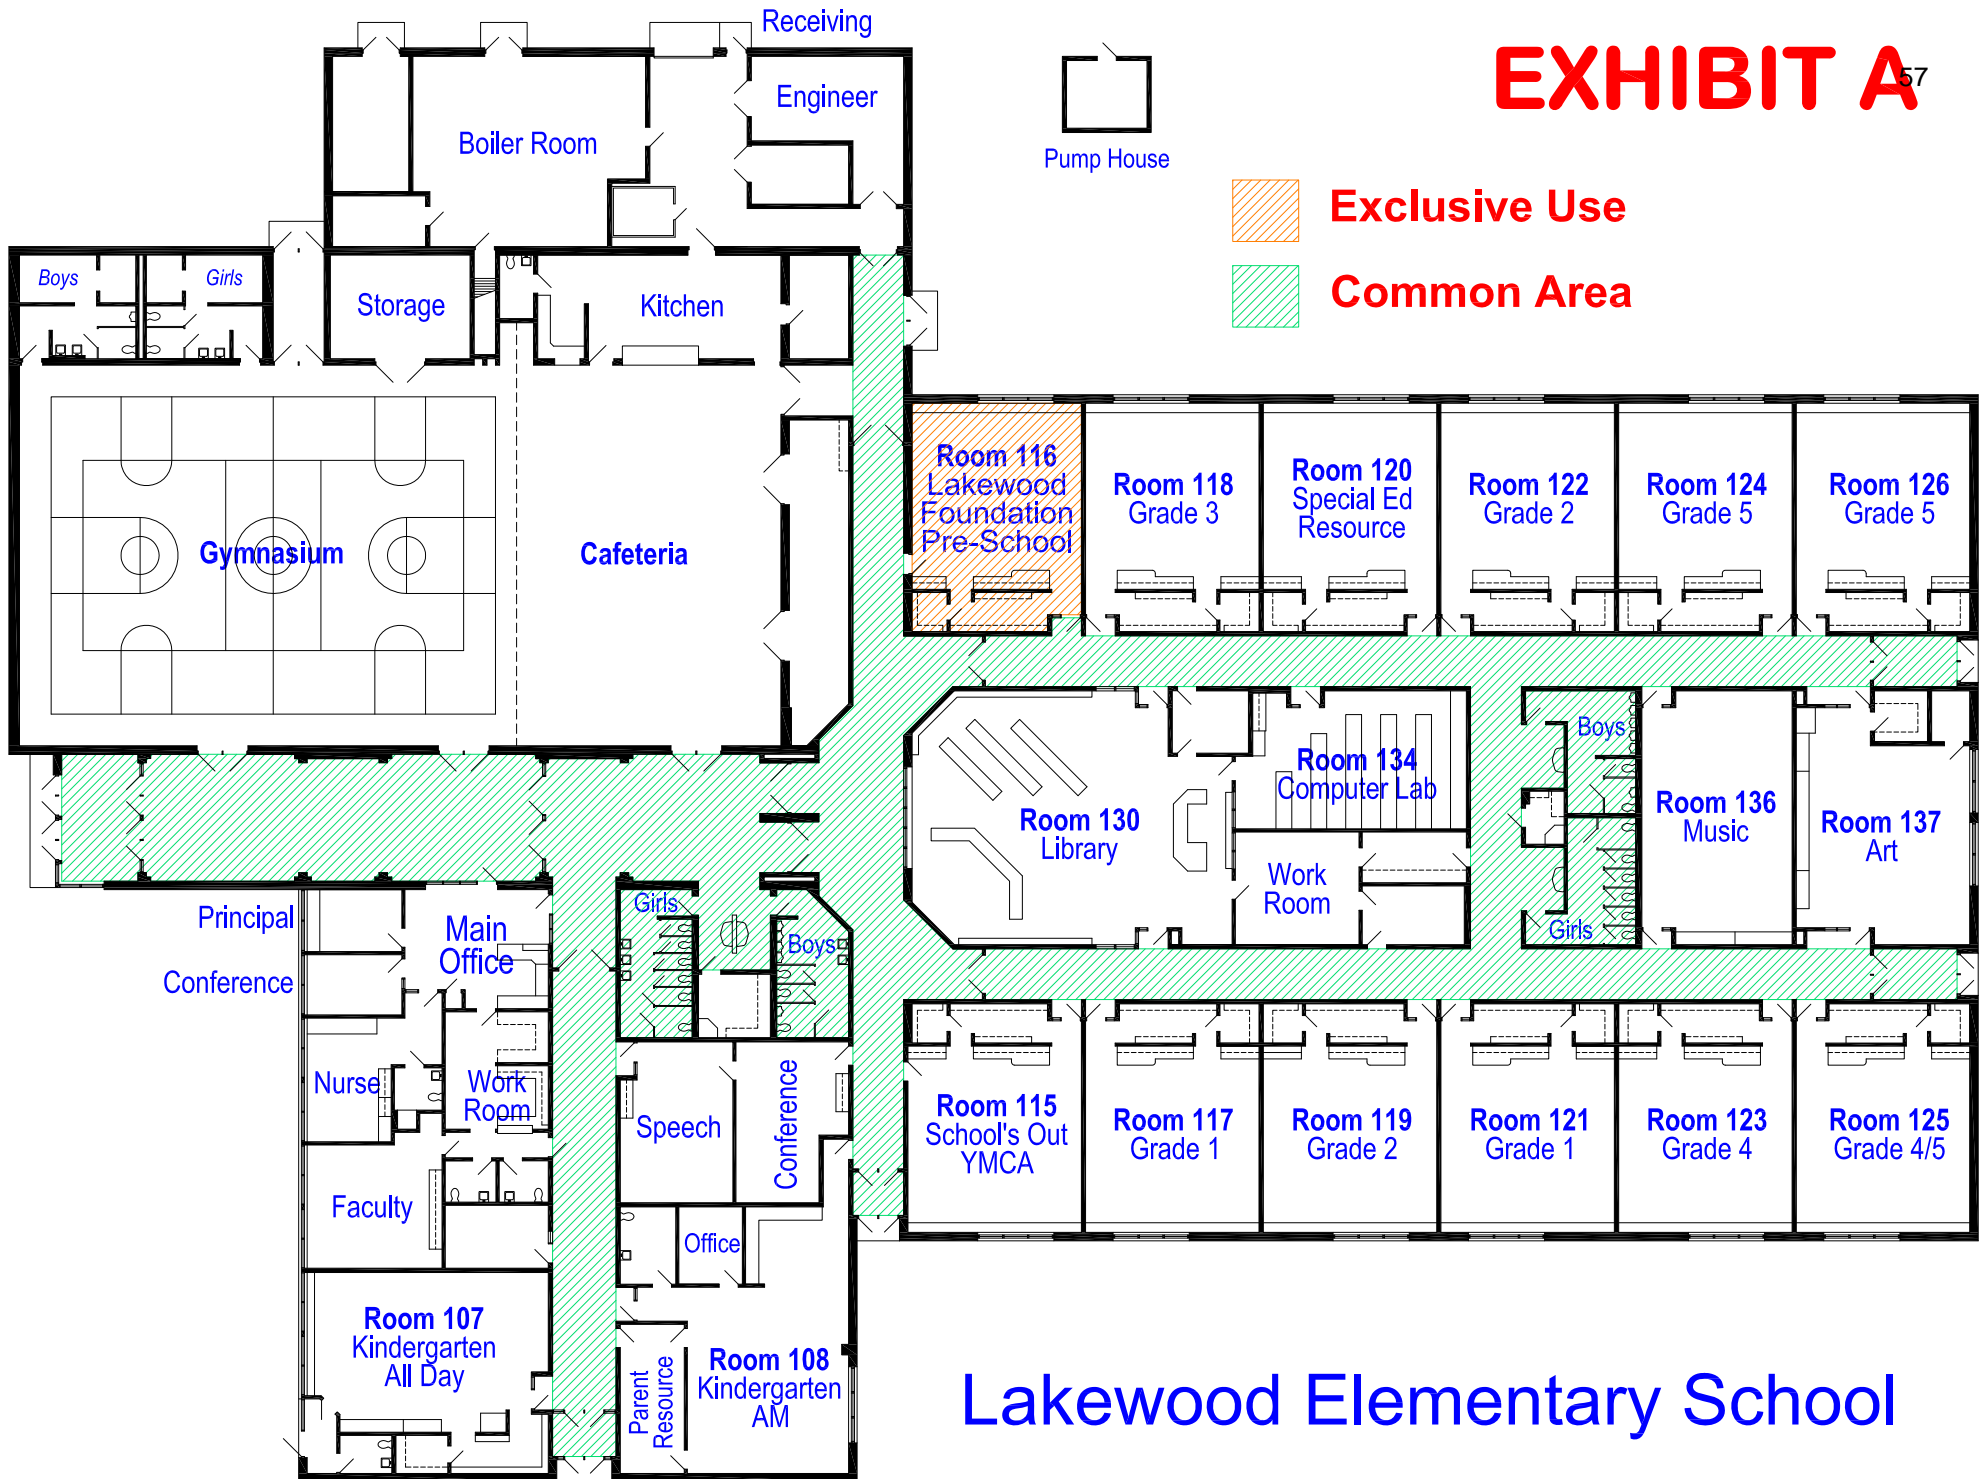 Receiving
EXHIBIT A
57
Engineer
Boiler Room
Pump House
Exclusive Use
Common Area
Boys
Girls
Storage
Kitchen
Gymnasium
Cafeteria
Room 116
Lakewood
Foundation
Pre-School
Room 118
Grade 3
Room 120
Special Ed
Resource
Room 122
Grade 2
Room 124
Grade 5
Room 126
Grade 5
Boys
Room 134
Computer Lab
Room 130
Library
Room 136
Music
Room 137
Art
Work
Room
Girls
Principal
Main
Office
Conference
Girls
Boys
Nurse
Work
Room
Speech
Conference
Faculty
Office
Room 115
School's Out
YMCA
Room 117
Grade 1
Room 119
Grade 2
Room 121
Grade 1
Room 123
Grade 4
Room 125
Grade 4/5
Room 107
Kindergarten
All Day
Parent
Resource
Room 108
Kindergarten
AM
Lakewood Elementary School